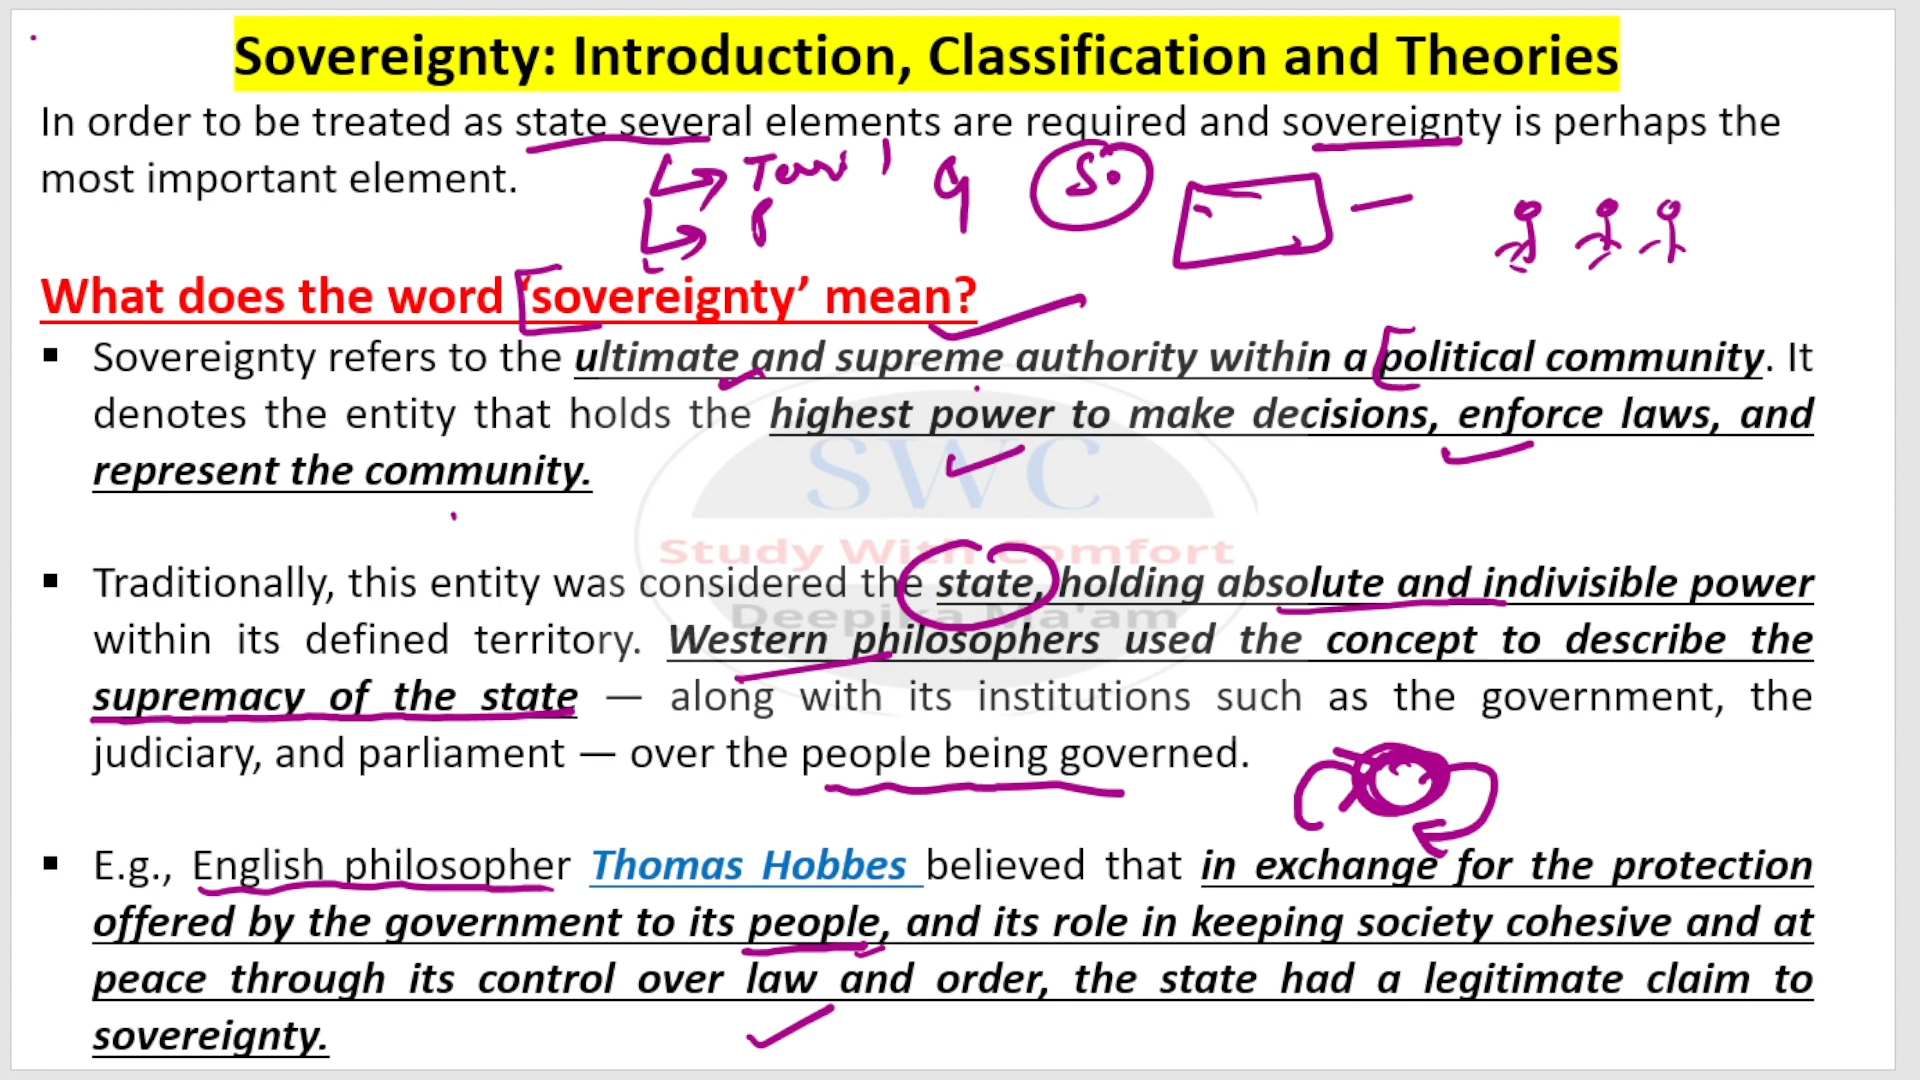 Sovereignty: Introduction, Classification and Theories
In order to be treated as state several elements are required and sovereignty is perhaps the
most important element.
What does the word ‘sovereignty’ mean?
▪ Sovereignty refers to the ultimate and supreme authority within a political community. It
denotes the entity that holds the highest power to make decisions, enforce laws, and
represent the community.
SWC
Study With Comfort
Deepika Ma'am
▪ Traditionally, this entity was considered the state, holding absolute and indivisible power
within its defined territory. Western philosophers used the concept to describe the
supremacy of the state — along with its institutions such as the government, the
judiciary, and parliament — over the people being governed.
▪ E.g., English philosopher Thomas Hobbes believed that in exchange for the protection
offered by the government to its people, and its role in keeping society cohesive and at
peace through its control over law and order, the state had a legitimate claim to
sovereignty.